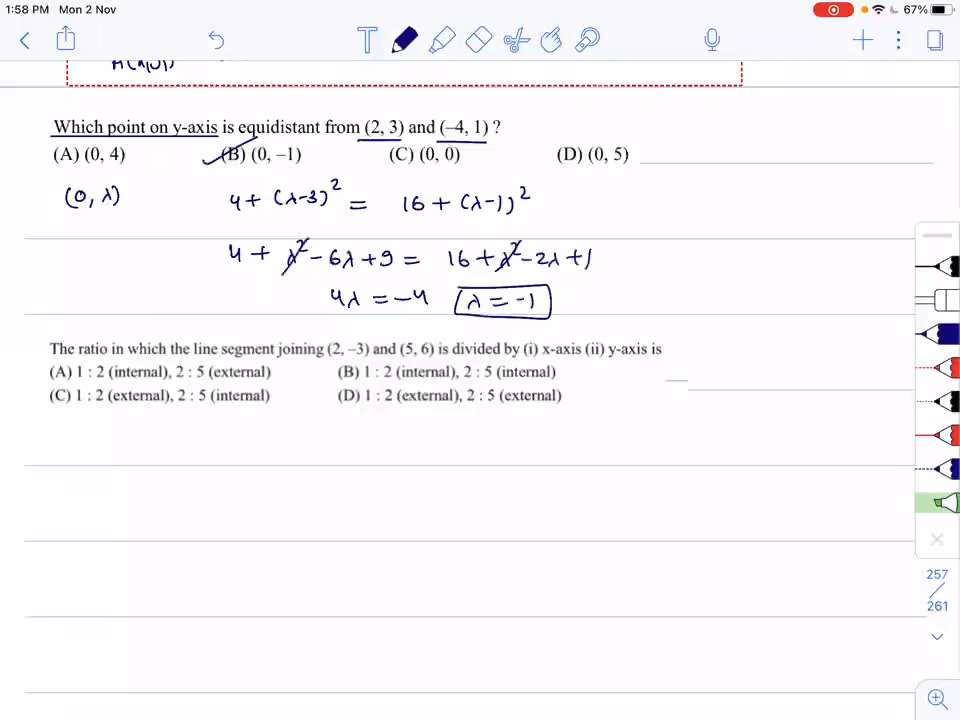 1:58 PM Mon 2 Nov
67%
Which point on y-axis is equidistant from (2, 3) and (–4, 1) ?
(A) (0, 4) (B) (0, –1) (C) (0, 0) (D) (0, 5)
(0, λ) 4 + (λ-3)² = 16 + (λ-1)²
4 + λ² - 6λ + 9 = 16 + λ² - 2λ + 1
4λ = -4 λ = -1
The ratio in which the line segment joining (2, –3) and (5, 6) is divided by (i) x-axis (ii) y-axis is
(A) 1 : 2 (internal), 2 : 5 (external) (B) 1 : 2 (internal), 2 : 5 (internal)
(C) 1 : 2 (external), 2 : 5 (internal) (D) 1 : 2 (external), 2 : 5 (external)
257
/
261